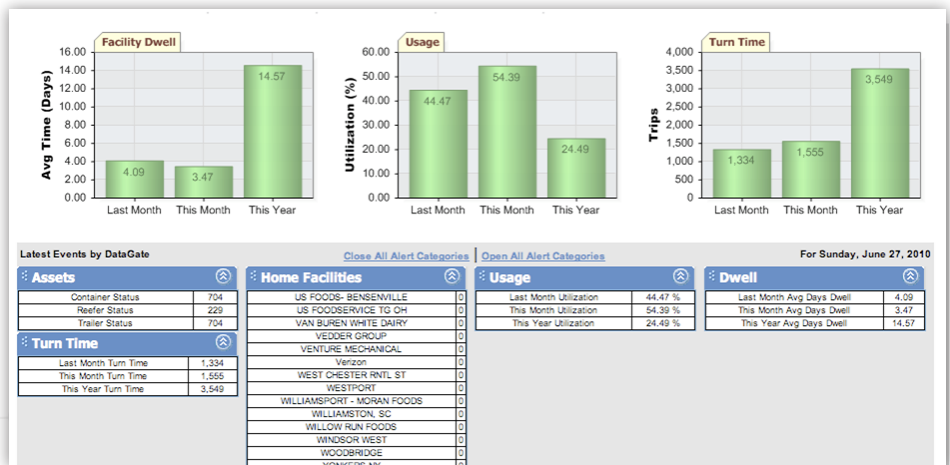 Facility Dwell
Avg Time (Days)
16.00
14.00
12.00
10.00
8.00
6.00
4.00
2.00
0.00
4.09
3.47
14.57
Last Month This Month This Year
Usage
Utilization (%)
60.00
50.00
40.00
30.00
20.00
10.00
0.00
44.47
54.39
24.49
Last Month This Month This Year
Turn Time
Trips
4,000
3,500
3,000
2,500
2,000
1,500
1,000
500
0
1,334
1,555
3,549
Last Month This Month This Year
Latest Events by DataGate Close All Alert Categories Open All Alert Categories For Sunday, June 27, 2010
Assets
Container Status 704
Reefer Status 229
Trailer Status 704
Turn Time
Last Month Turn Time 1,334
This Month Turn Time 1,555
This Year Turn Time 3,549
Home Facilities
US FOODS- BENSENVILLE 0
US FOODSERVICE TG OH 0
VAN BUREN WHITE DAIRY 0
VEDDER GROUP 0
VENTURE MECHANICAL 0
Verizon 0
WEST CHESTER RNTL ST 0
WESTPORT 0
WILLIAMSPORT - MORAN FOODS 0
WILLIAMSTON, SC 0
WILLOW RUN FOODS 0
WINDSOR WEST 0
WOODBRIDGE 0
Usage
Last Month Utilization 44.47 %
This Month Utilization 54.39 %
This Year Utilization 24.49 %
Dwell
Last Month Avg Days Dwell 4.09
This Month Avg Days Dwell 3.47
This Year Avg Days Dwell 14.57